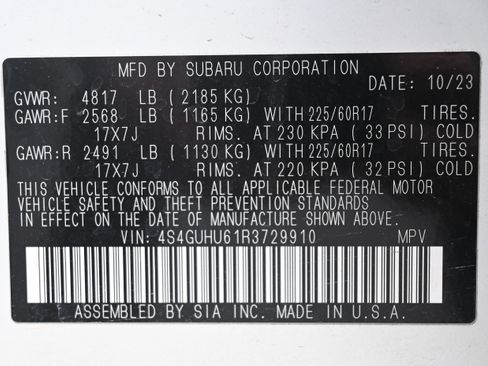 MFD BY SUBARU CORPORATION
DATE: 10/23
GVWR: 4817 LB (2185 KG)
GAWR:F 2568 LB (1165 KG) WITH 225/60R17 TIRES.
17X7J RIMS. AT 230 KPA (33 PSI) COLD
GAWR:R 2491 LB (1130 KG) WITH 225/60R17 TIRES.
17X7J RIMS. AT 220 KPA (32 PSI) COLD
THIS VEHICLE CONFORMS TO ALL APPLICABLE FEDERAL MOTOR
VEHICLE SAFETY AND THEFT PREVENTION STANDARDS
IN EFFECT ON THE DATE OF MANUFACTURE SHOWN ABOVE.
VIN: 4S4GUHU61R3729910 MPV
ASSEMBLED BY SIA INC. MADE IN U.S.A.